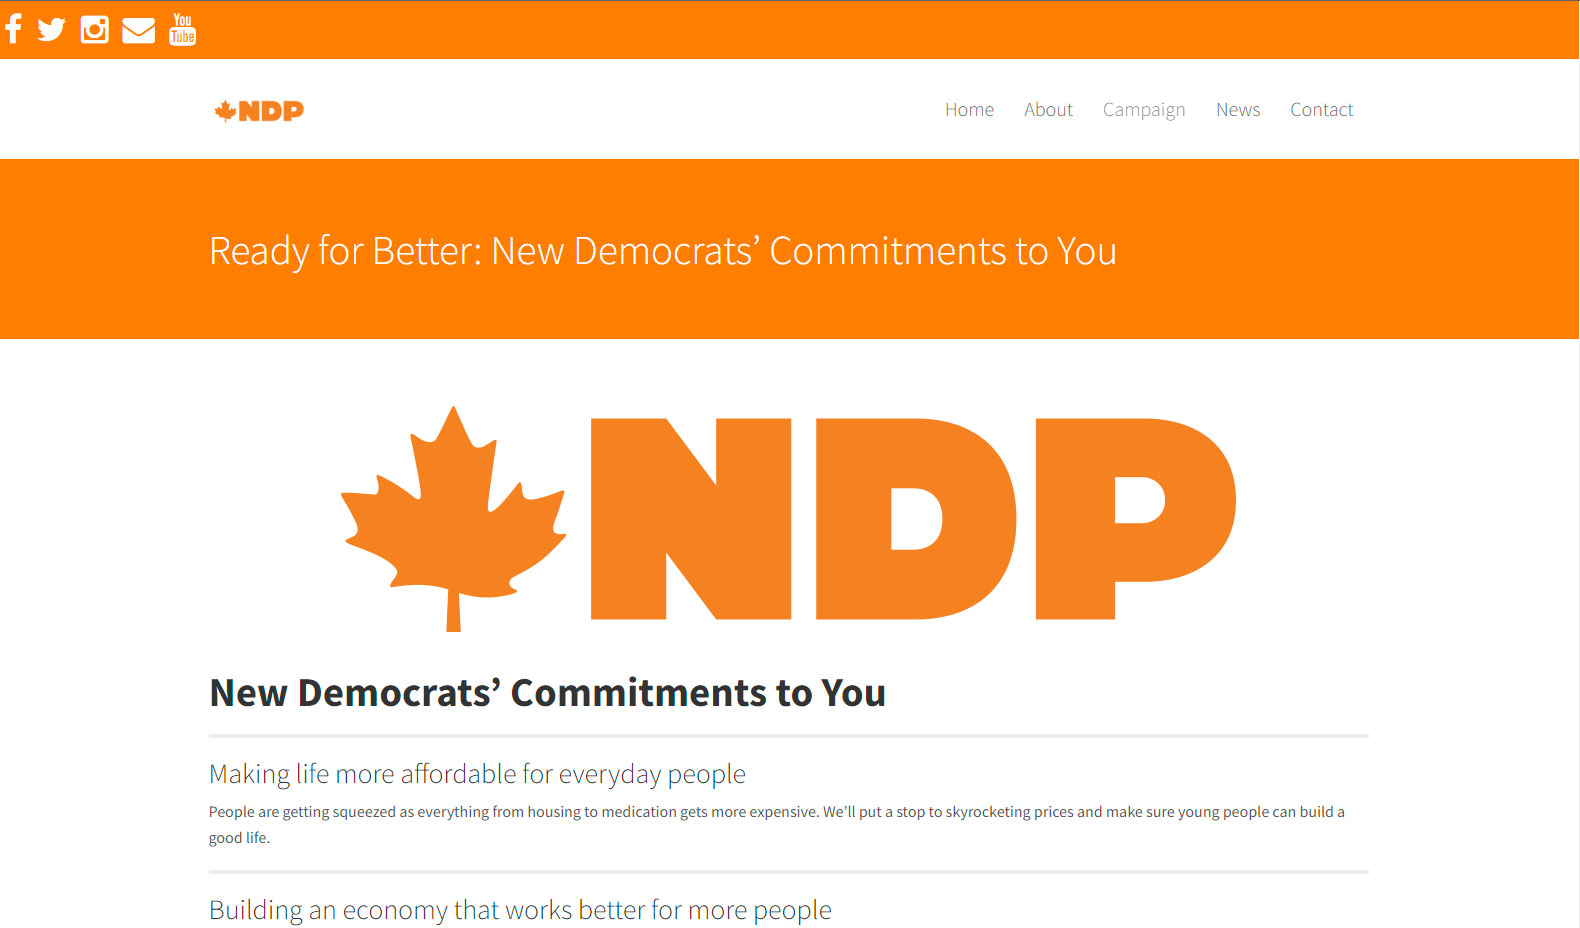 You
Tube
NDP
Home About Campaign News Contact
Ready for Better: New Democrats’ Commitments to You
NDP
New Democrats’ Commitments to You
Making life more affordable for everyday people
People are getting squeezed as everything from housing to medication gets more expensive. We’ll put a stop to skyrocketing prices and make sure young people can build a
good life.
Building an economy that works better for more people